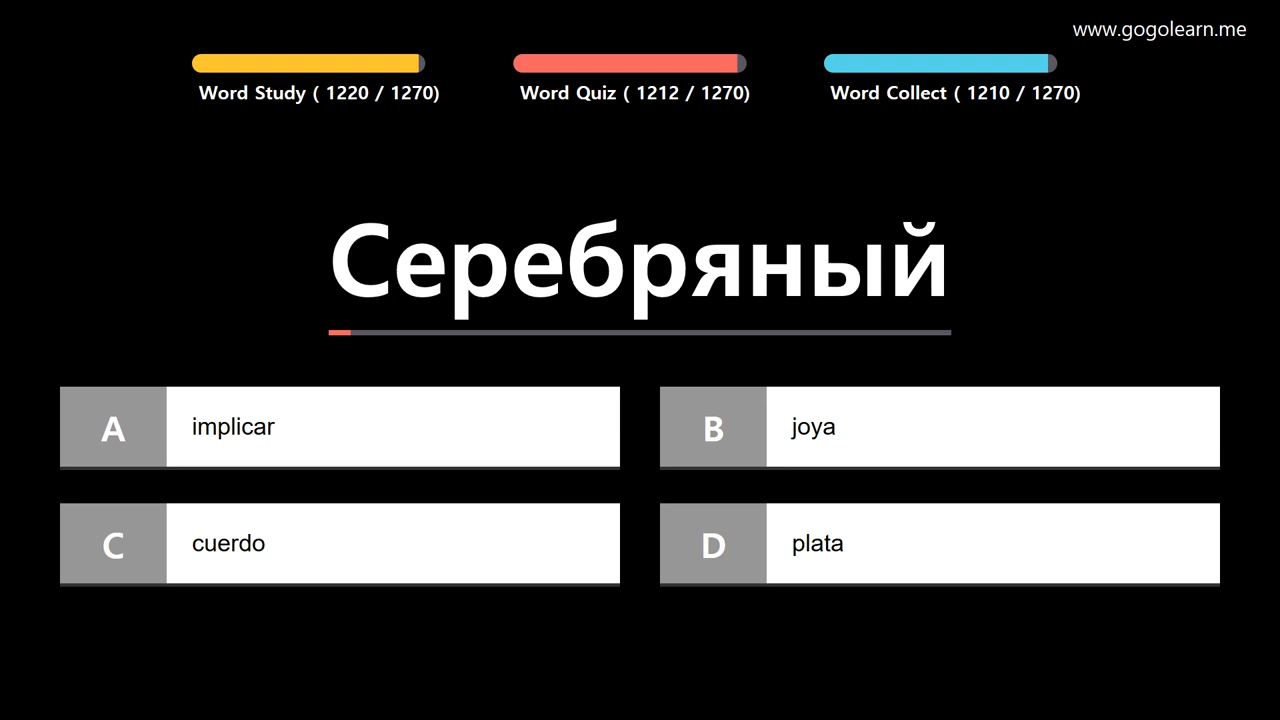 www.gogolearn.me
Word Study ( 1220 / 1270)
Word Quiz ( 1212 / 1270)
Word Collect ( 1210 / 1270)
Серебряный
A implicar
B joya
C cuerdo
D plata